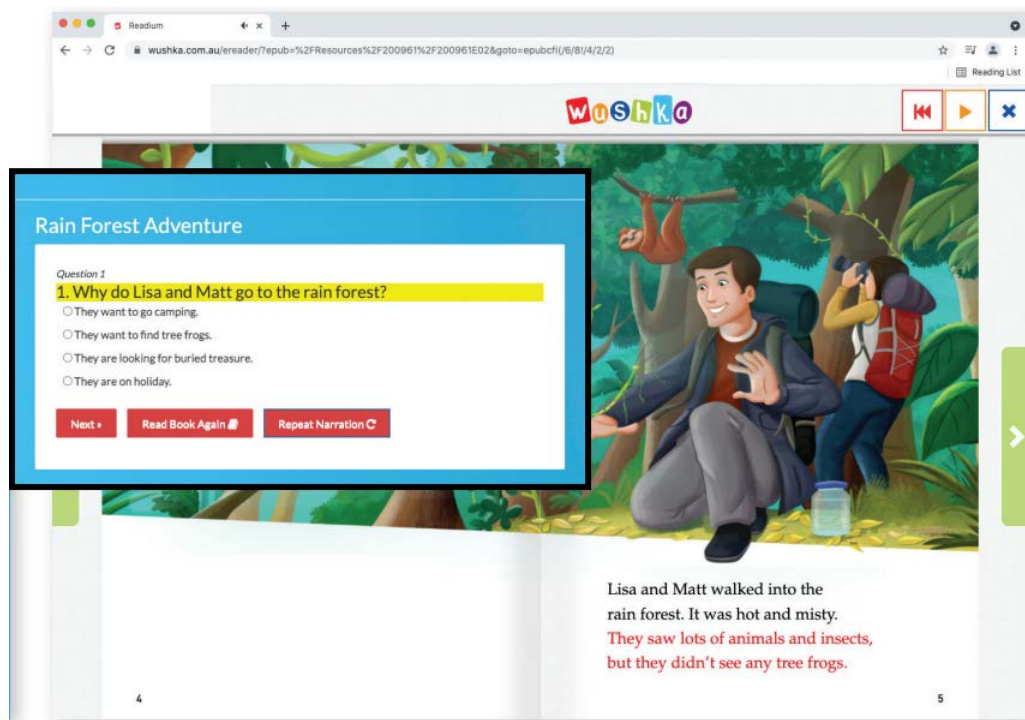 Readium
wushka.com.au/ereader/?epub=%2FResources%2F200961%2F200961E02&goto=epubcfi(/6/8!/4/2/2)
Reading List
wushka
Rain Forest Adventure
Question 1
1. Why do Lisa and Matt go to the rain forest?
They want to go camping.
They want to find tree frogs.
They are looking for buried treasure.
They are on holiday.
Next »
Read Book Again
Repeat Narration
Lisa and Matt walked into the
rain forest. It was hot and misty.
They saw lots of animals and insects,
but they didn't see any tree frogs.
4
5